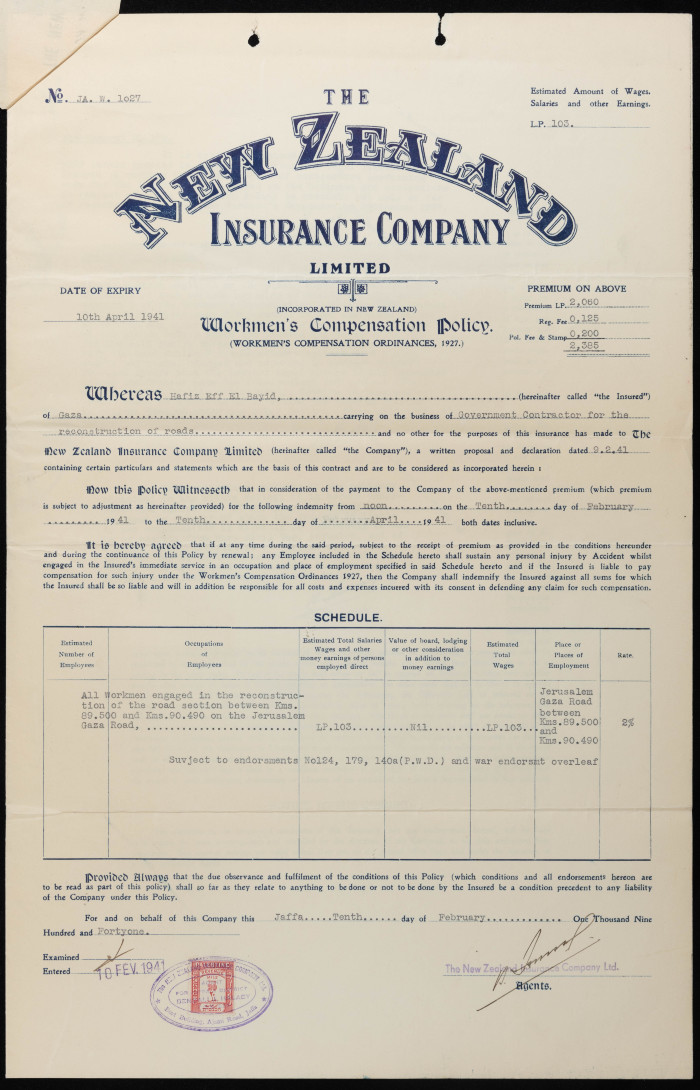 No. JA. W. 1027
Estimated Amount of Wages,
Salaries and other Earnings.
LP. 103.
THE
NEW ZEALAND
INSURANCE COMPANY
LIMITED
DATE OF EXPIRY
10th April 1941
(INCORPORATED IN NEW ZEALAND)
Workmen's Compensation Policy.
(WORKMEN'S COMPENSATION ORDINANCES, 1927.)
PREMIUM ON ABOVE
Premium LP. 2,060
Reg. Fee 0,125
Pol. Fee & Stamp 0,200
2,385
Whereas Hafiz Eff El Bayid, (hereinafter called "the Insured")
of Gaza carrying on the business of Government Contractor for the
reconstruction of roads and no other for the purposes of this insurance has made to The
New Zealand Insurance Company Limited (hereinafter called "the Company"), a written proposal and declaration dated 9.2.41
containing certain particulars and statements which are the basis of this contract and are to be considered as incorporated herein :
Now this Policy Witnesseth that in consideration of the payment to the Company of the above-mentioned premium (which premium
is subject to adjustment as hereinafter provided) for the following indemnity from noon on the Tenth day of February
1941 to the Tenth day of April 1941 both dates inclusive.
It is hereby agreed that if at any time during the said period, subject to the receipt of premium as provided in the conditions hereunder
and during the continuance of this Policy by renewal: any Employee included in the Schedule hereto shall sustain any personal injury by Accident whilst
engaged in the Insured's immediate service in an occupation and place of employment specified in said Schedule hereto and if the Insured is liable to pay
compensation for such injury under the Workmen's Compensation Ordinances 1927, then the Company shall indemnify the Insured against all sums for which
the Insured shall be so liable and will in addition be responsible for all costs and expenses incurred with its consent in defending any claim for such compensation.
SCHEDULE.
Estimated
Number of
Employees
Occupations
of
Employees
Estimated Total Salaries
Wages and other
money earnings of persons
employed direct
Value of board, lodging
or other consideration
in addition to
money earnings
Estimated
Total
Wages
Place or
Places of
Employment
Rate.
All Workmen engaged in the reconstruc-
tion of the road section between Kms.
89.500 and Kms.90.490 on the Jerusalem
Gaza Road,
LP.103
Nil
LP.103
Jerusalem
Gaza Road
between
Kms.89.500
and
Kms.90.490
2%
Suvject to endorsments No124, 179, 140a(P.W.D.) and war endorsmt overleaf
Provided Always that the due observance and fulfilment of the conditions of this Policy (which conditions and all endorsements hereon are
to be read as part of this policy) shall so far as they relate to anything to be done or not to be done by the Insured be a condition precedent to any liability
of the Company under this Policy.
For and on behalf of this Company this Jaffa Tenth day of February One Thousand Nine
Hundred and Fortyone.
Examined
Entered
10 FEV. 1941
The New Zealand Insurance Company Ltd.
Agents.